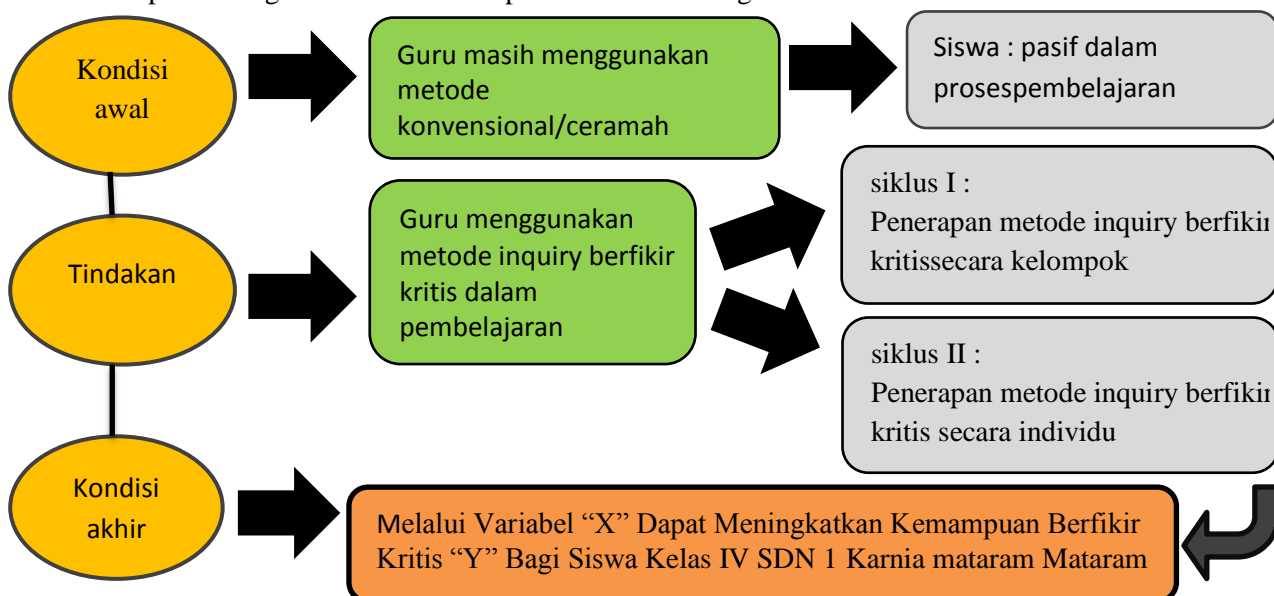 Kondisi
awal
Guru masih menggunakan
metode
konvensional/ceramah
Siswa : pasif dalam
prosespembelajaran
Tindakan
Guru menggunakan
metode inquiry berfikir
kritis dalam
pembelajaran
siklus I :
Penerapan metode inquiry berfikir
kritissecara kelompok
siklus II :
Penerapan metode inquiry berfikir
kritis secara individu
Kondisi
akhir
Melalui Variabel “X” Dapat Meningkatkan Kemampuan Berfikir
Kritis “Y” Bagi Siswa Kelas IV SDN 1 Karnia mataram Mataram